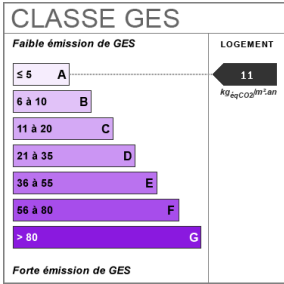 CLASSE GES
Faible émission de GES
LOGEMENT
≤ 5 A
11
kgéqCO2/m².an
6 à 10 B
11 à 20 C
21 à 35 D
36 à 55 E
56 à 80 F
> 80 G
Forte émission de GES